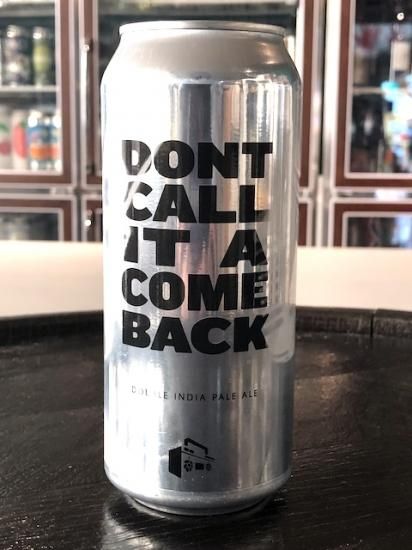 DONT
CALL
IT A
COME
BACK
DOUBLE INDIA PALE ALE